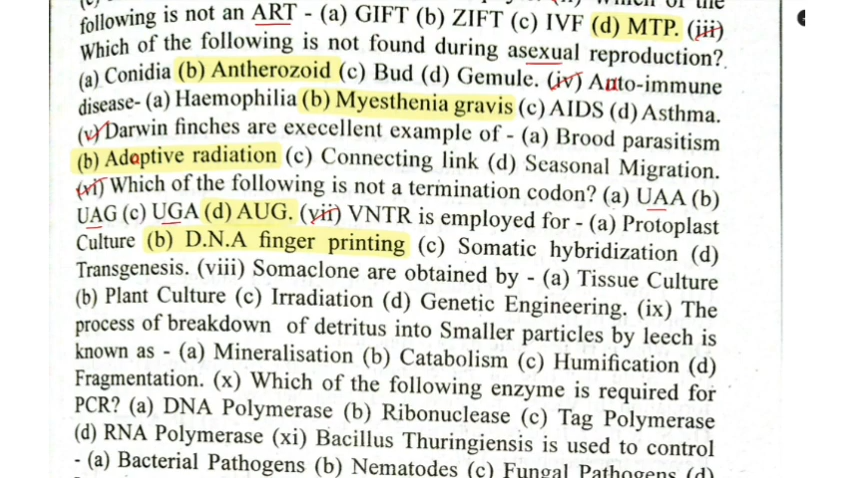 following is not an ART - (a) GIFT (b) ZIFT (c) IVF (d) MTP. (iii)
Which of the following is not found during asexual reproduction?
(a) Conidia (b) Antherozoid (c) Bud (d) Gemule. (iv) Auto-immune
disease- (a) Haemophilia (b) Myesthenia gravis (c) AIDS (d) Asthma.
(v) Darwin finches are execellent example of - (a) Brood parasitism
(b) Adaptive radiation (c) Connecting link (d) Seasonal Migration.
(vi) Which of the following is not a termination codon? (a) UAA (b)
UAG (c) UGA (d) AUG. (vii) VNTR is employed for - (a) Protoplast
Culture (b) D.N.A finger printing (c) Somatic hybridization (d)
Transgenesis. (viii) Somaclone are obtained by - (a) Tissue Culture
(b) Plant Culture (c) Irradiation (d) Genetic Engineering. (ix) The
process of breakdown of detritus into Smaller particles by leech is
known as - (a) Mineralisation (b) Catabolism (c) Humification (d)
Fragmentation. (x) Which of the following enzyme is required for
PCR? (a) DNA Polymerase (b) Ribonuclease (c) Tag Polymerase
(d) RNA Polymerase (xi) Bacillus Thuringiensis is used to control
- (a) Bacterial Pathogens (b) Nematodes (c) Fungal Pathogens (d)